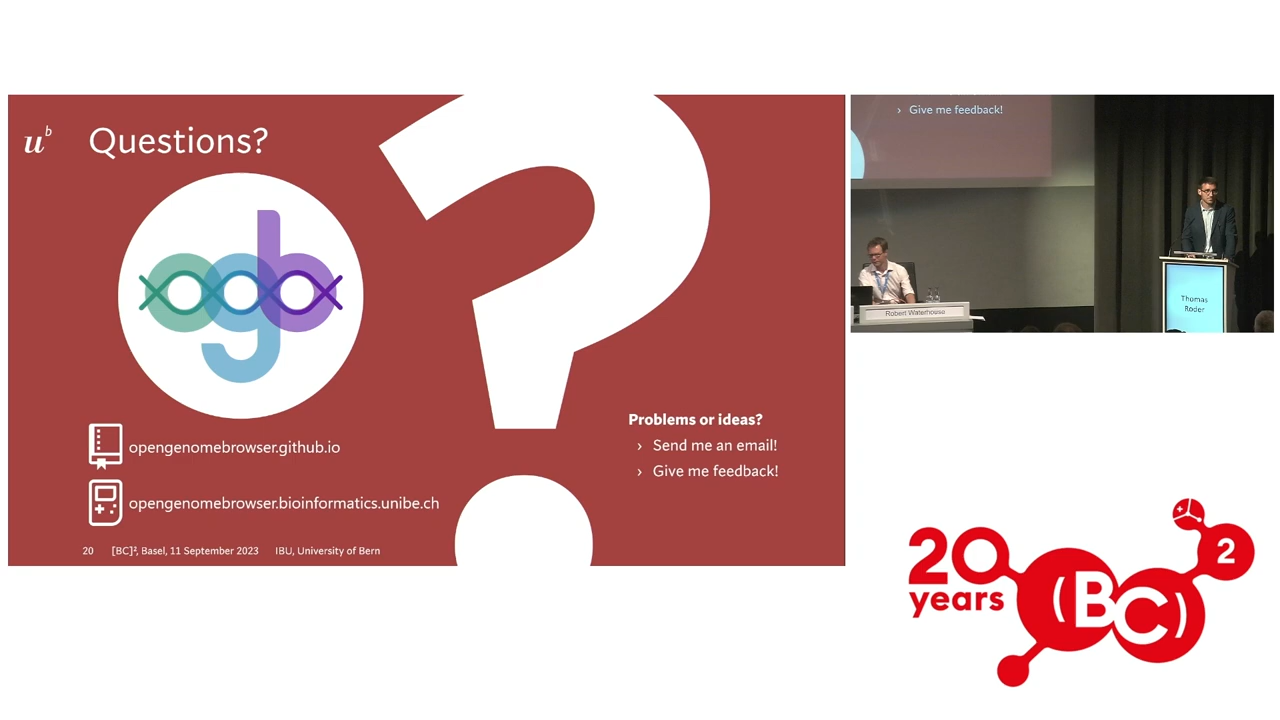 u^b
Questions?
ogb
opengenomebrowser.github.io
opengenomebrowser.bioinformatics.unibe.ch
Problems or ideas?
› Send me an email!
› Give me feedback!
20 [BC]², Basel, 11 September 2023 IBU, University of Bern
› Give me feedback!
Robert Waterhouse
Thomas
Röder
20
years
(BC)
2